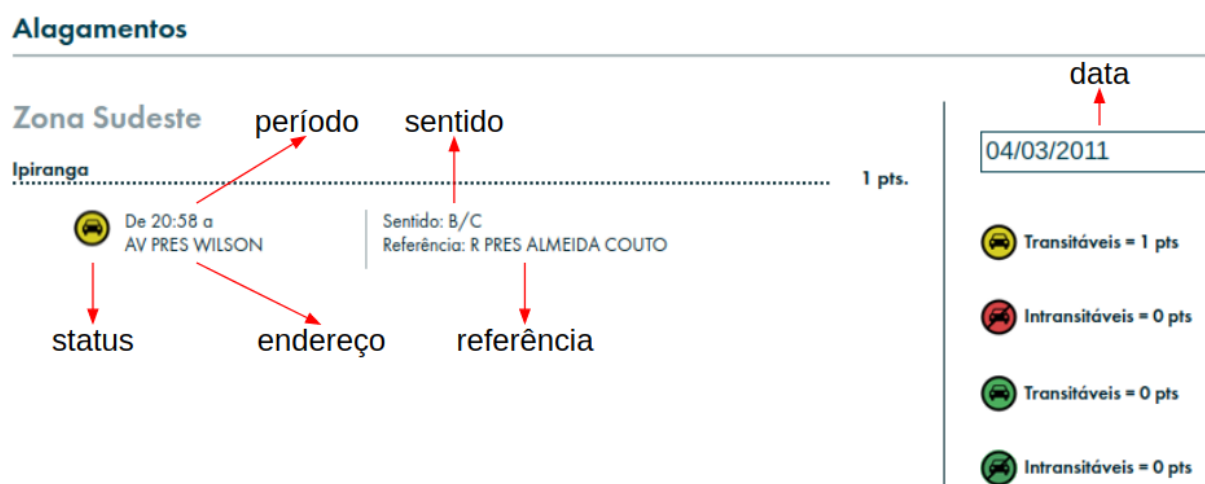 Alagamentos
data
Zona Sudeste
período
sentido
04/03/2011
Ipiranga
1 pts.
De 20:58 a
AV PRES WILSON
Sentido: B/C
Referência: R PRES ALMEIDA COUTO
status
endereço
referência
Transitáveis = 1 pts
Intransitáveis = 0 pts
Transitáveis = 0 pts
Intransitáveis = 0 pts